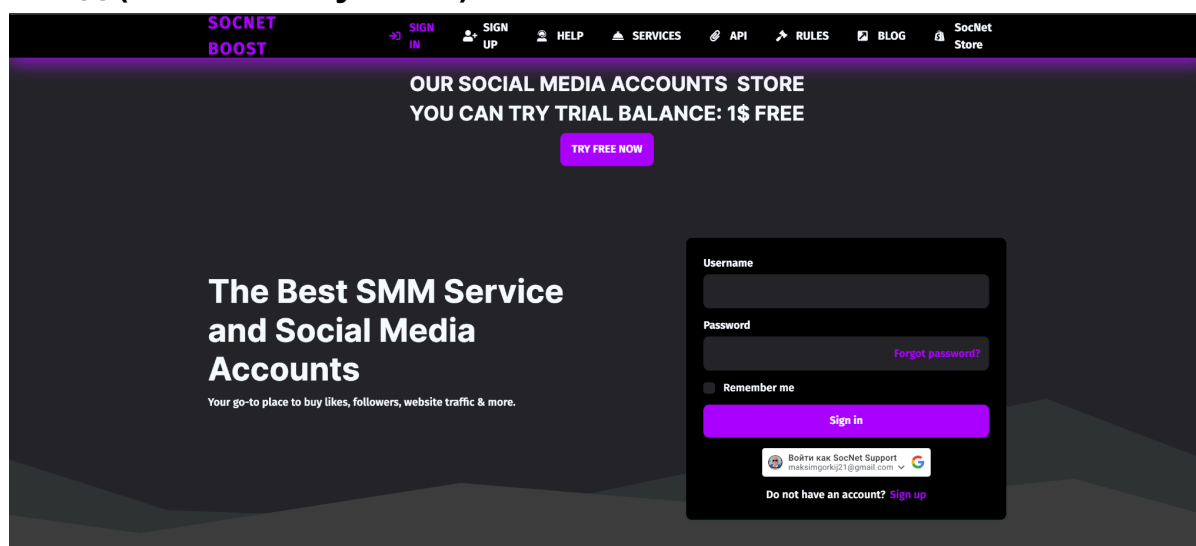 SOCNET
BOOST
SIGN
IN
SIGN
UP
HELP
SERVICES
API
RULES
BLOG
SocNet
Store
OUR SOCIAL MEDIA ACCOUNTS STORE
YOU CAN TRY TRIAL BALANCE: 1$ FREE
TRY FREE NOW
The Best SMM Service
and Social Media
Accounts
Your go-to place to buy likes, followers, website traffic & more.
Username
Password
Forgot password?
Remember me
Sign in
Войти как SocNet Support
maksimgorkij21@gmail.com
Do not have an account? Sign up